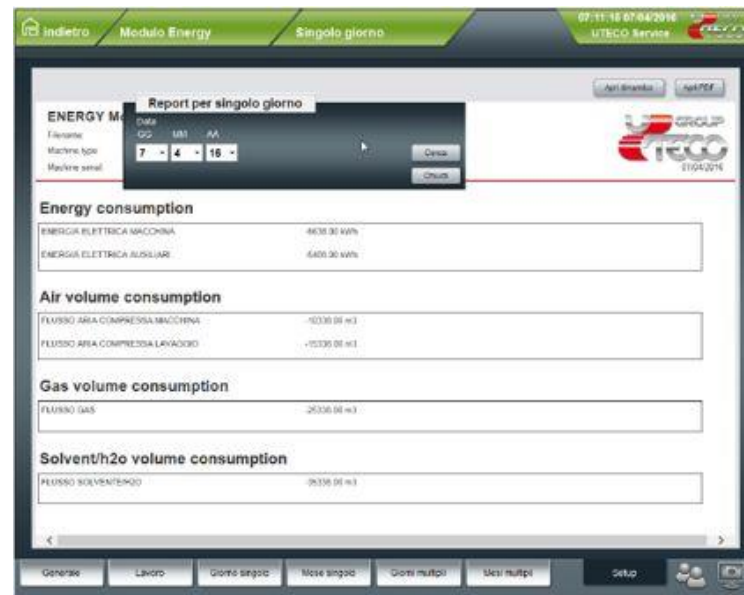 indietro
Modulo Energy
Singolo giorno
07:11:16 07/04/2016
UTECO Service
Apri dinamico
Apri PDF
ENERGY
Report per singolo giorno
Data
GG MM AA
7 4 16
Cerca
Chiudi
Filename
Machine type
Machine serial
GROUP
UTECO
Energy consumption
ENERGIA ELETTRICA MACCHINA
ENERGIA ELETTRICA AUSILIARI
Air volume consumption
FLUSSO ARIA COMPRESSA MACCHINA
FLUSSO ARIA COMPRESSA LAVAGGIO
Gas volume consumption
FLUSSO GAS
Solvent/h2o volume consumption
FLUSSO SOLVENTE/H2O
Generale
Lavoro
Giorno singolo
Mese singolo
Giorni multipli
Mesi multipli
Setup